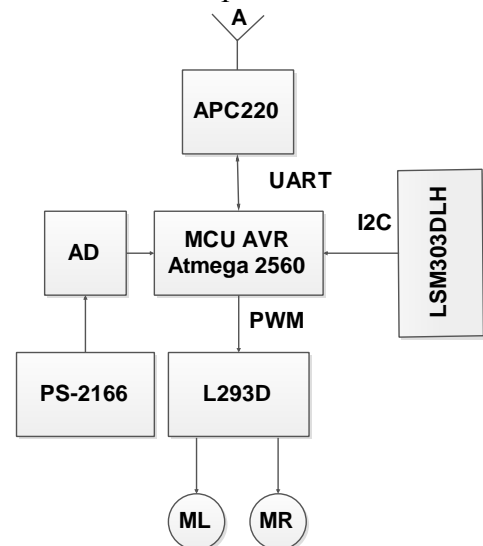 A
APC220
UART
AD
MCU AVR
Atmega 2560
I2C
LSM303DLH
PWM
PS-2166
L293D
ML
MR